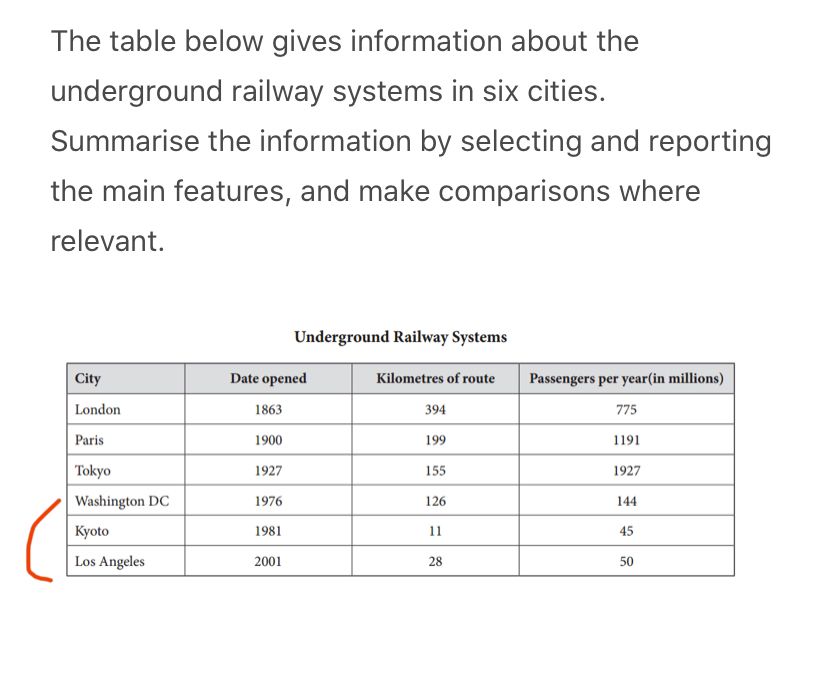 The table below gives information about the
underground railway systems in six cities.
Summarise the information by selecting and reporting
the main features, and make comparisons where
relevant.
Underground Railway Systems
City Date opened Kilometres of route Passengers per year(in millions)
London 1863 394 775
Paris 1900 199 1191
Tokyo 1927 155 1927
Washington DC 1976 126 144
Kyoto 1981 11 45
Los Angeles 2001 28 50